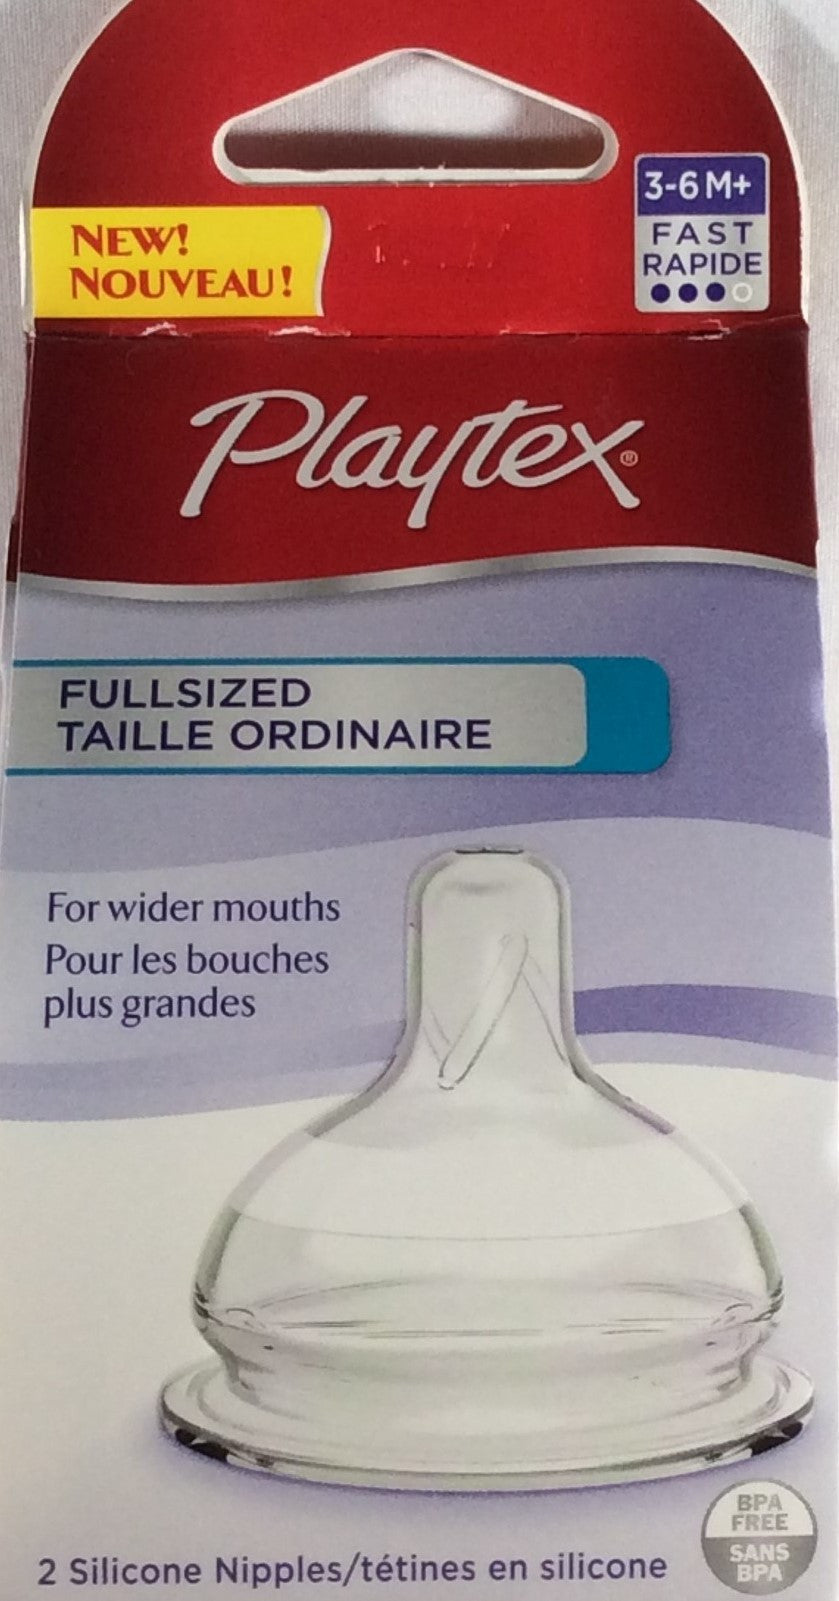 3-6 M+
FAST
RAPIDE
NEW!
NOUVEAU!
Playtex®
FULLSIZED
TAILLE ORDINAIRE
For wider mouths
Pour les bouches
plus grandes
BPA
FREE
SANS
BPA
2 Silicone Nipples/tétines en silicone